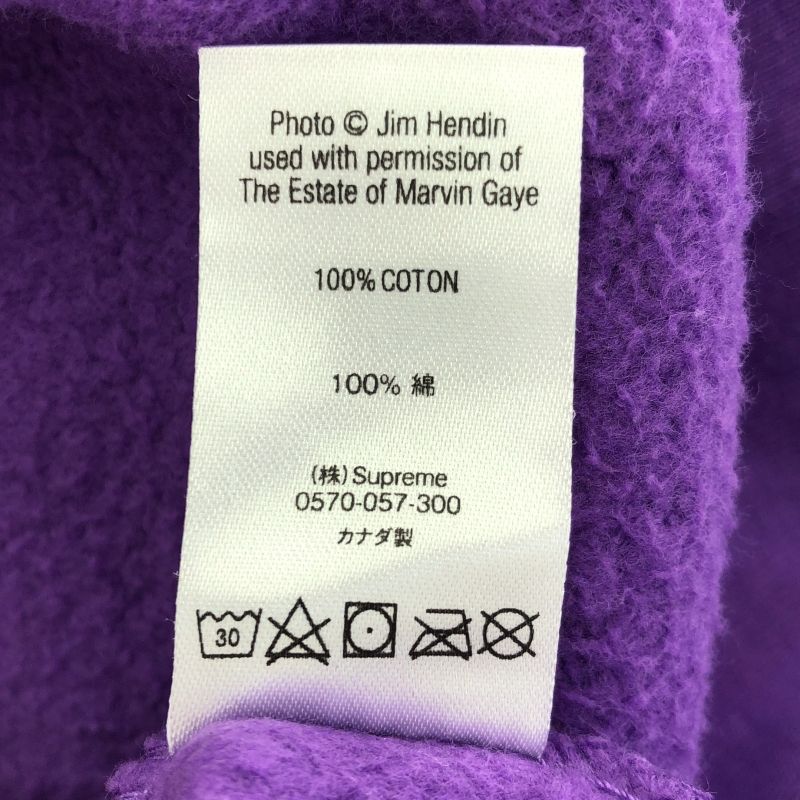 Photo © Jim Hendin
used with permission of
The Estate of Marvin Gaye
100% COTON
100% 綿
(株) Supreme
0570-057-300
カナダ製
30